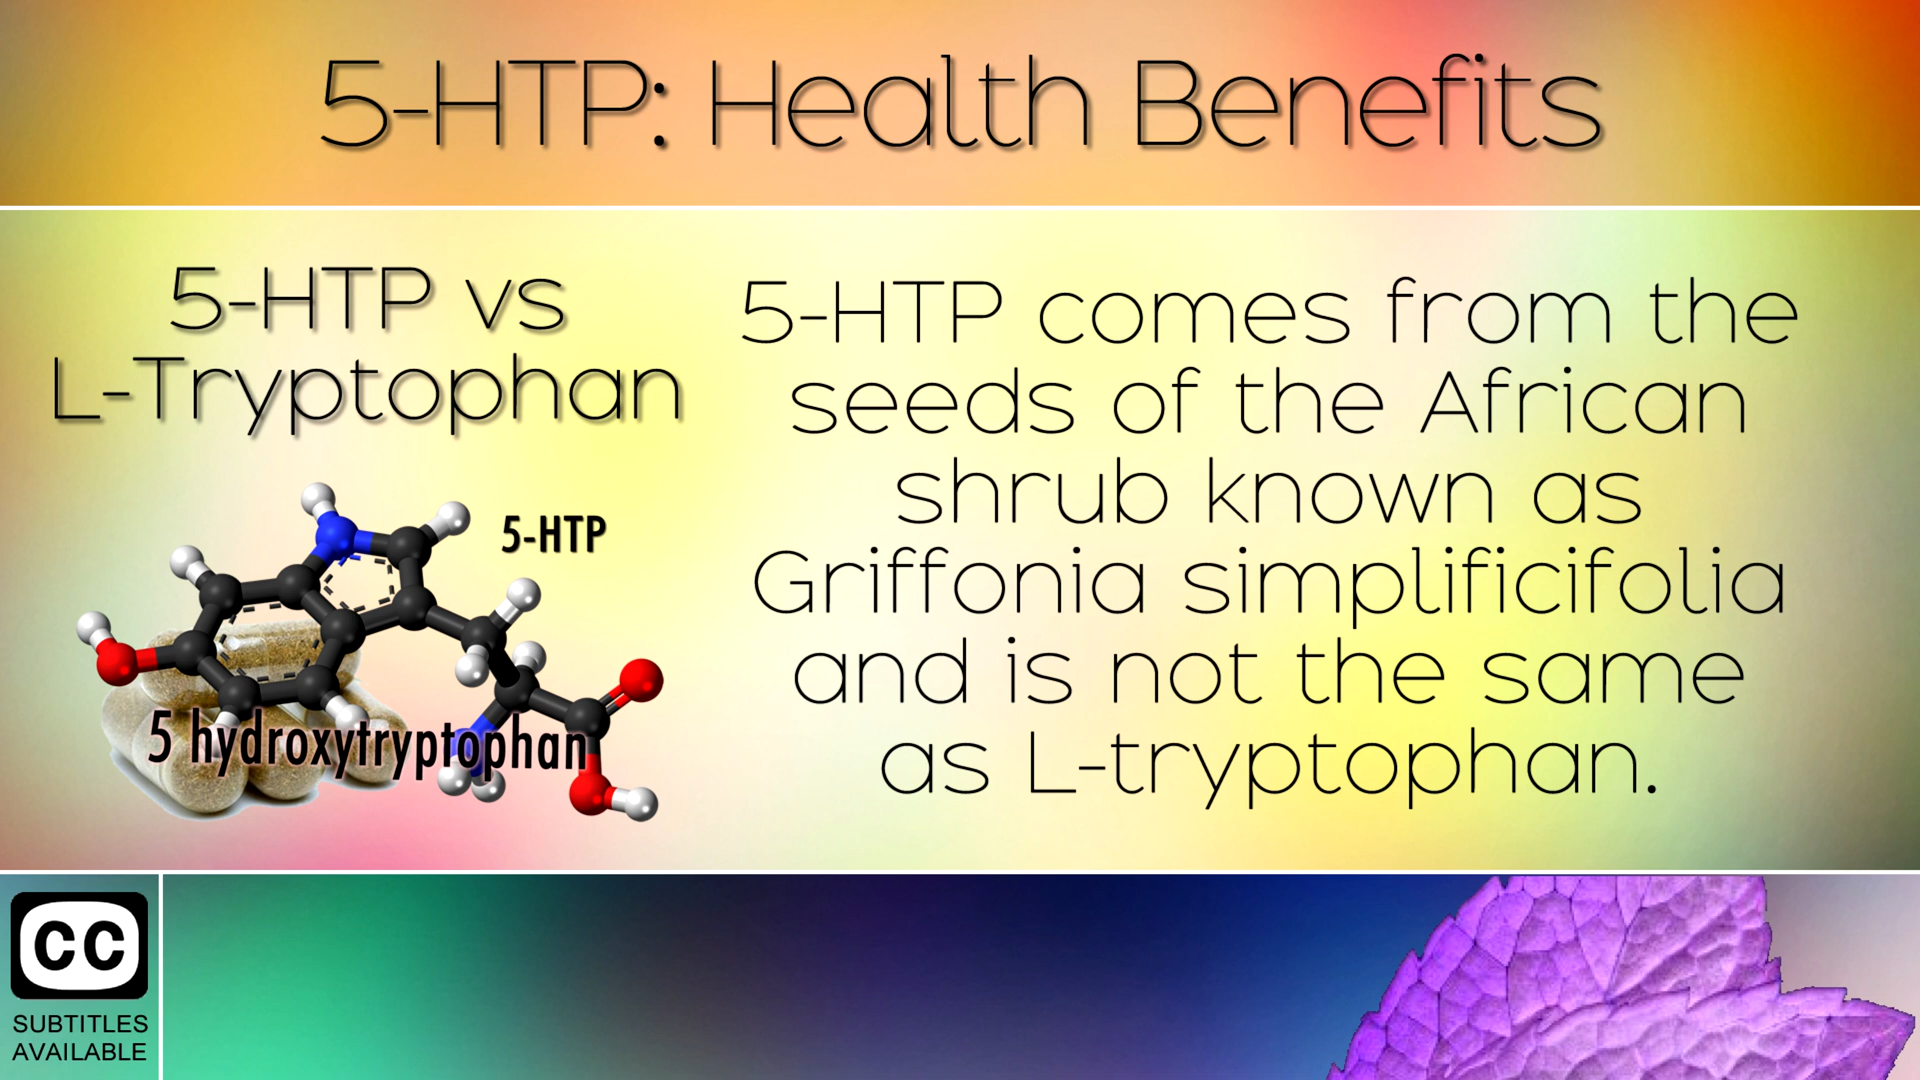 5-HTP: Health Benefits
5-HTP vs
L-Tryptophan
5-HTP
5 hydroxytryptophan
5-HTP comes from the
seeds of the African
shrub known as
Griffonia simplificifolia
and is not the same
as L-tryptophan.
CC
SUBTITLES
AVAILABLE